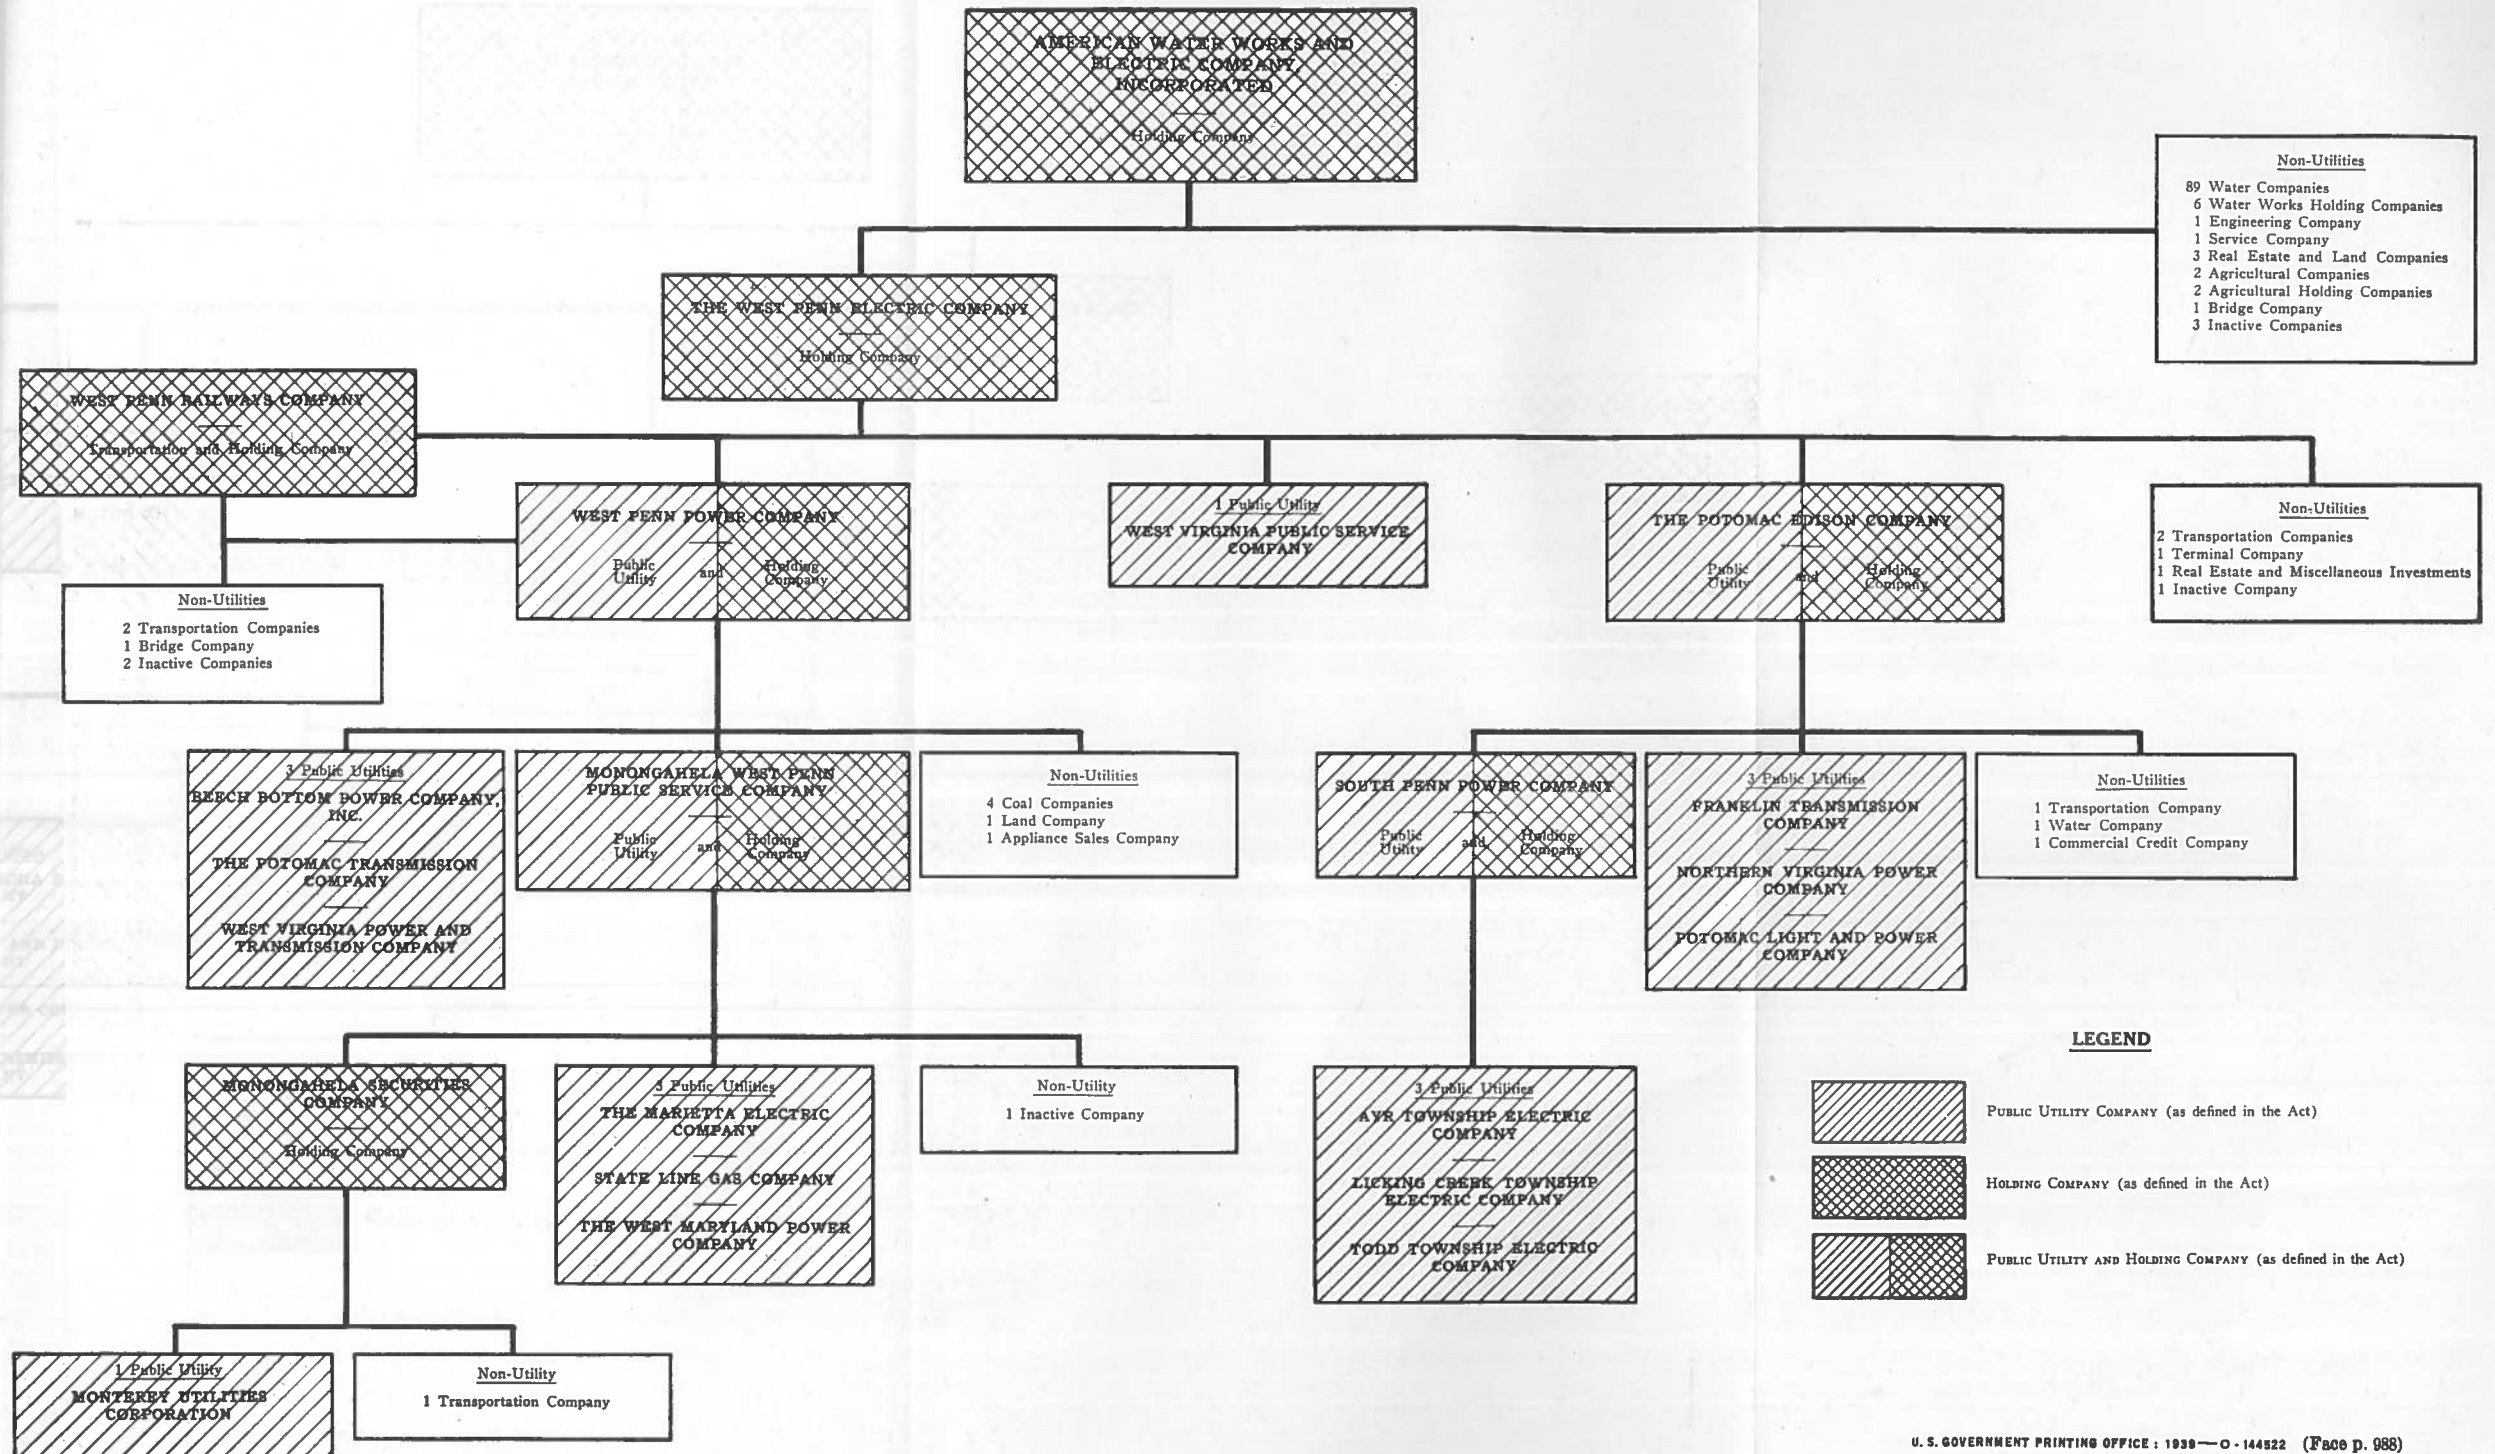 AMERICAN WATER WORKS AND
ELECTRIC COMPANY,
INCORPORATED
Holding Company
Non-Utilities
89 Water Companies
6 Water Works Holding Companies
1 Engineering Company
1 Service Company
3 Real Estate and Land Companies
2 Agricultural Companies
2 Agricultural Holding Companies
1 Bridge Company
3 Inactive Companies
THE WEST PENN ELECTRIC COMPANY
Holding Company
WEST PENN RAILWAYS COMPANY
Transportation and Holding Company
Non-Utilities
2 Transportation Companies
1 Bridge Company
2 Inactive Companies
WEST PENN POWER COMPANY
Public
Utility
and
Holding
Company
1 Public Utility
WEST VIRGINIA PUBLIC SERVICE
COMPANY
THE POTOMAC EDISON COMPANY
Public
Utility
and
Holding
Company
Non-Utilities
2 Transportation Companies
1 Terminal Company
1 Real Estate and Miscellaneous Investments
1 Inactive Company
3 Public Utilities
BEECH BOTTOM POWER COMPANY,
INC.
THE POTOMAC TRANSMISSION
COMPANY
WEST VIRGINIA POWER AND
TRANSMISSION COMPANY
MONONGAHELA WEST PENN
PUBLIC SERVICE COMPANY
Public
Utility
and
Holding
Company
Non-Utilities
4 Coal Companies
1 Land Company
1 Appliance Sales Company
SOUTH PENN POWER COMPANY
Public
Utility
and
Holding
Company
3 Public Utilities
FRANKLIN TRANSMISSION
COMPANY
NORTHERN VIRGINIA POWER
COMPANY
POTOMAC LIGHT AND POWER
COMPANY
Non-Utilities
1 Transportation Company
1 Water Company
1 Commercial Credit Company
MONONGAHELA SECURITIES
COMPANY
Holding Company
3 Public Utilities
THE MARIETTA ELECTRIC
COMPANY
STATE LINE GAS COMPANY
THE WEST MARYLAND POWER
COMPANY
Non-Utility
1 Inactive Company
3 Public Utilities
AYR TOWNSHIP ELECTRIC
COMPANY
LICKING CREEK TOWNSHIP
ELECTRIC COMPANY
TODD TOWNSHIP ELECTRIC
COMPANY
LEGEND
PUBLIC UTILITY COMPANY (as defined in the Act)
HOLDING COMPANY (as defined in the Act)
PUBLIC UTILITY AND HOLDING COMPANY (as defined in the Act)
1 Public Utility
MONTEREY UTILITIES
CORPORATION
Non-Utility
1 Transportation Company
U. S. GOVERNMENT PRINTING OFFICE : 1939—O - 144522 (Face p. 988)